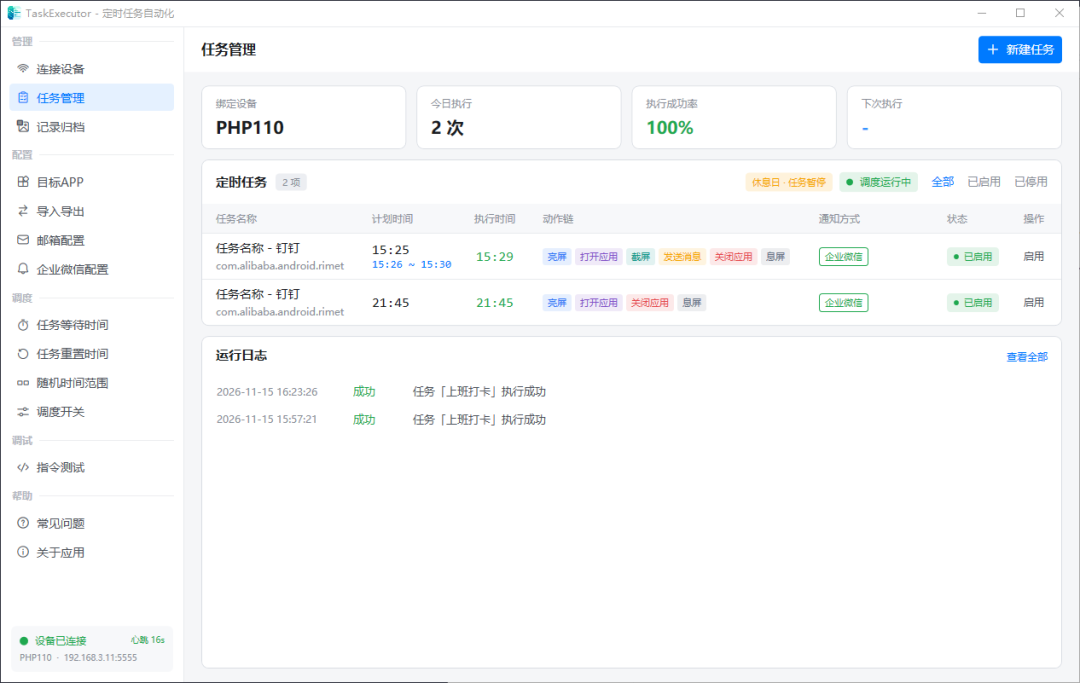 TaskExecutor - 定时任务自动化
管理
连接设备
任务管理
记录归档
配置
目标APP
导入导出
邮箱配置
企业微信配置
调度
任务等待时间
任务重置时间
随机时间范围
调度开关
调试
指令测试
帮助
常见问题
关于应用
设备已连接 心跳 16s
PHP110 · 192.168.3.11:5555
任务管理 + 新建任务
绑定设备 今日执行 执行成功率 下次执行
PHP110 2 次 100% -
定时任务 2 项 休息日 · 任务暂停 调度运行中 全部 已启用 已停用
任务名称 计划时间 执行时间 动作链 通知方式 状态 操作
任务名称 - 钉钉 15:25 15:29 亮屏 打开应用 截屏 发送消息 关闭应用 息屏 企业微信 已启用 启用
com.alibaba.android.rimet 15:26 ~ 15:30
任务名称 - 钉钉 21:45 21:45 亮屏 打开应用 关闭应用 息屏 企业微信 已启用 启用
com.alibaba.android.rimet
运行日志 查看全部
2026-11-15 16:23:26 成功 任务「上班打卡」执行成功
2026-11-15 15:57:21 成功 任务「上班打卡」执行成功